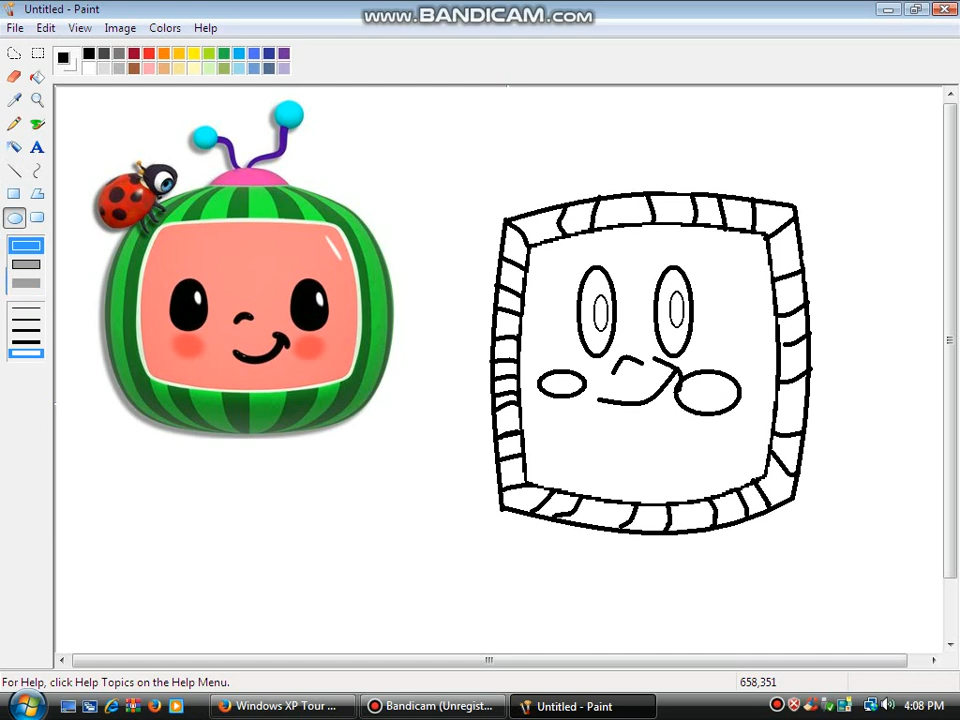 Untitled - Paint
WWW.BANDICAM.COM
File Edit View Image Colors Help
For Help, click Help Topics on the Help Menu.
658,351
Windows XP Tour ...
Bandicam (Unregist...
Untitled - Paint
4:08 PM